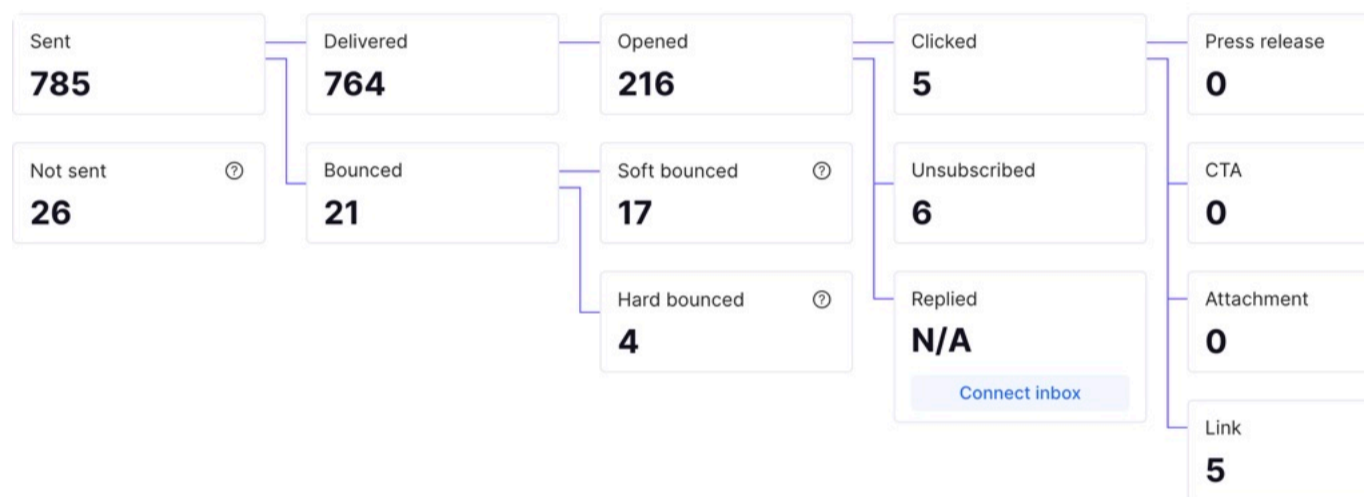 Sent
785
Delivered
764
Opened
216
Clicked
5
Press release
0
Not sent
26
Bounced
21
Soft bounced
17
Unsubscribed
6
CTA
0
Hard bounced
4
Replied
N/A
Connect inbox
Attachment
0
Link
5